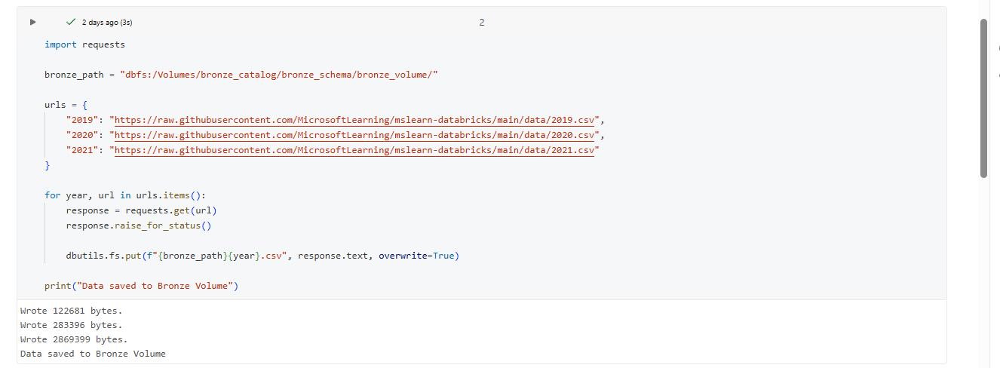 2 days ago (3s)
2
import requests
bronze_path = "dbfs:/Volumes/bronze_catalog/bronze_schema/bronze_volume/"
urls = {
    "2019": "https://raw.githubusercontent.com/MicrosoftLearning/mslearn-databricks/main/data/2019.csv",
    "2020": "https://raw.githubusercontent.com/MicrosoftLearning/mslearn-databricks/main/data/2020.csv",
    "2021": "https://raw.githubusercontent.com/MicrosoftLearning/mslearn-databricks/main/data/2021.csv"
}
for year, url in urls.items():
    response = requests.get(url)
    response.raise_for_status()
    dbutils.fs.put(f"{bronze_path}{year}.csv", response.text, overwrite=True)
print("Data saved to Bronze Volume")
Wrote 122681 bytes.
Wrote 283396 bytes.
Wrote 2869399 bytes.
Data saved to Bronze Volume